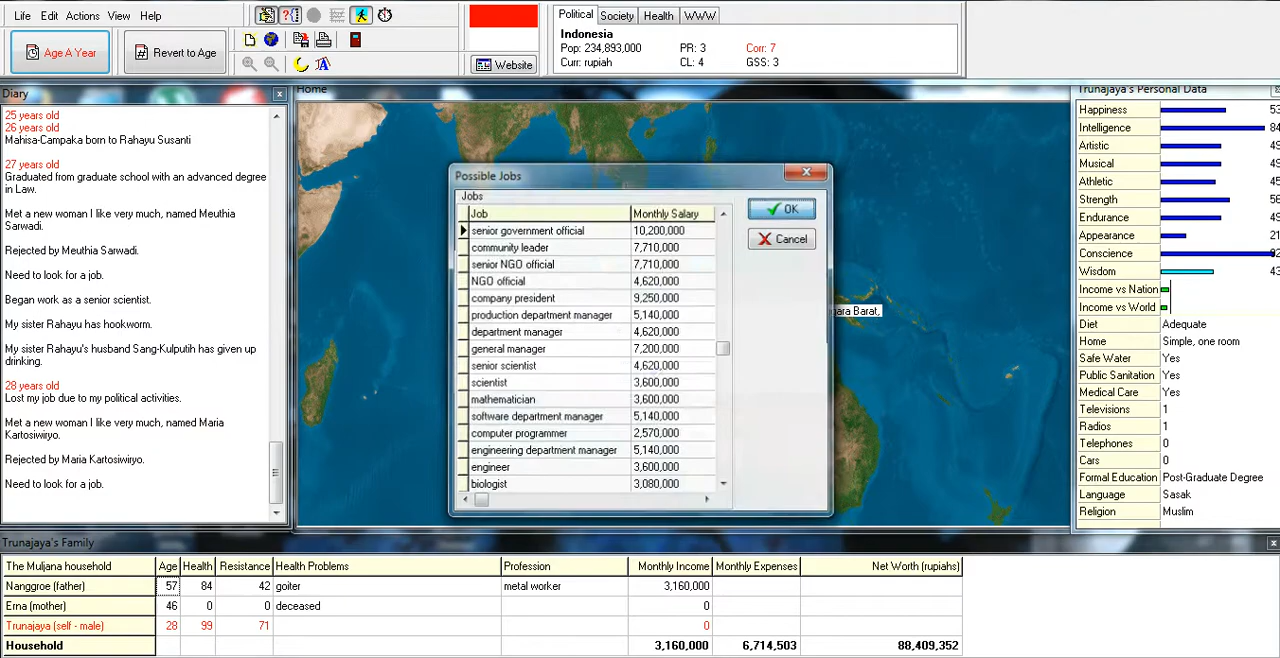 Life Edit Actions View Help
Age A Year
Revert to Age
Website
Political Society Health WWW
Indonesia
Pop: 234,893,000 PR: 3 Corr: 7
Curr: rupiah CL: 4 GSS: 3
Diary
25 years old
26 years old
Mahisa-Campaka born to Rahayu Susanti
27 years old
Graduated from graduate school with an advanced degree
in Law.
Met a new woman I like very much, named Meuthia
Sarwadi.
Rejected by Meuthia Sarwadi.
Need to look for a job.
Began work as a senior scientist.
My sister Rahayu has hookworm.
My sister Rahayu's husband Sang-Kulputih has given up
drinking.
28 years old
Lost my job due to my political activities.
Met a new woman I like very much, named Maria
Kartosiwiryo.
Rejected by Maria Kartosiwiryo.
Need to look for a job.
Home
Possible Jobs
Jobs
Job Monthly Salary
senior government official 10,200,000
community leader 7,710,000
senior NGO official 7,710,000
NGO official 4,620,000
company president 9,250,000
production department manager 5,140,000
department manager 4,620,000
general manager 7,200,000
senior scientist 4,620,000
scientist 3,600,000
mathematician 3,600,000
software department manager 5,140,000
computer programmer 2,570,000
engineering department manager 5,140,000
engineer 3,600,000
biologist 3,080,000
OK
Cancel
gara Barat,
Trunajaya's Personal Data
Happiness 53
Intelligence 84
Artistic 49
Musical 49
Athletic 45
Strength 56
Endurance 49
Appearance 21
Conscience 92
Wisdom 43
Income vs Nation
Income vs World
Diet Adequate
Home Simple, one room
Safe Water Yes
Public Sanitation Yes
Medical Care Yes
Televisions 1
Radios 1
Telephones 0
Cars 0
Formal Education Post-Graduate Degree
Language Sasak
Religion Muslim
Trunajaya's Family
The Muljana household Age Health Resistance Health Problems Profession Monthly Income Monthly Expenses Net Worth (rupiahs)
Nanggroe (father) 57 84 42 goiter metal worker 3,160,000
Erna (mother) 46 0 0 deceased 0
Trunajaya (self - male) 28 99 71 0
Household 3,160,000 6,714,503 88,409,352